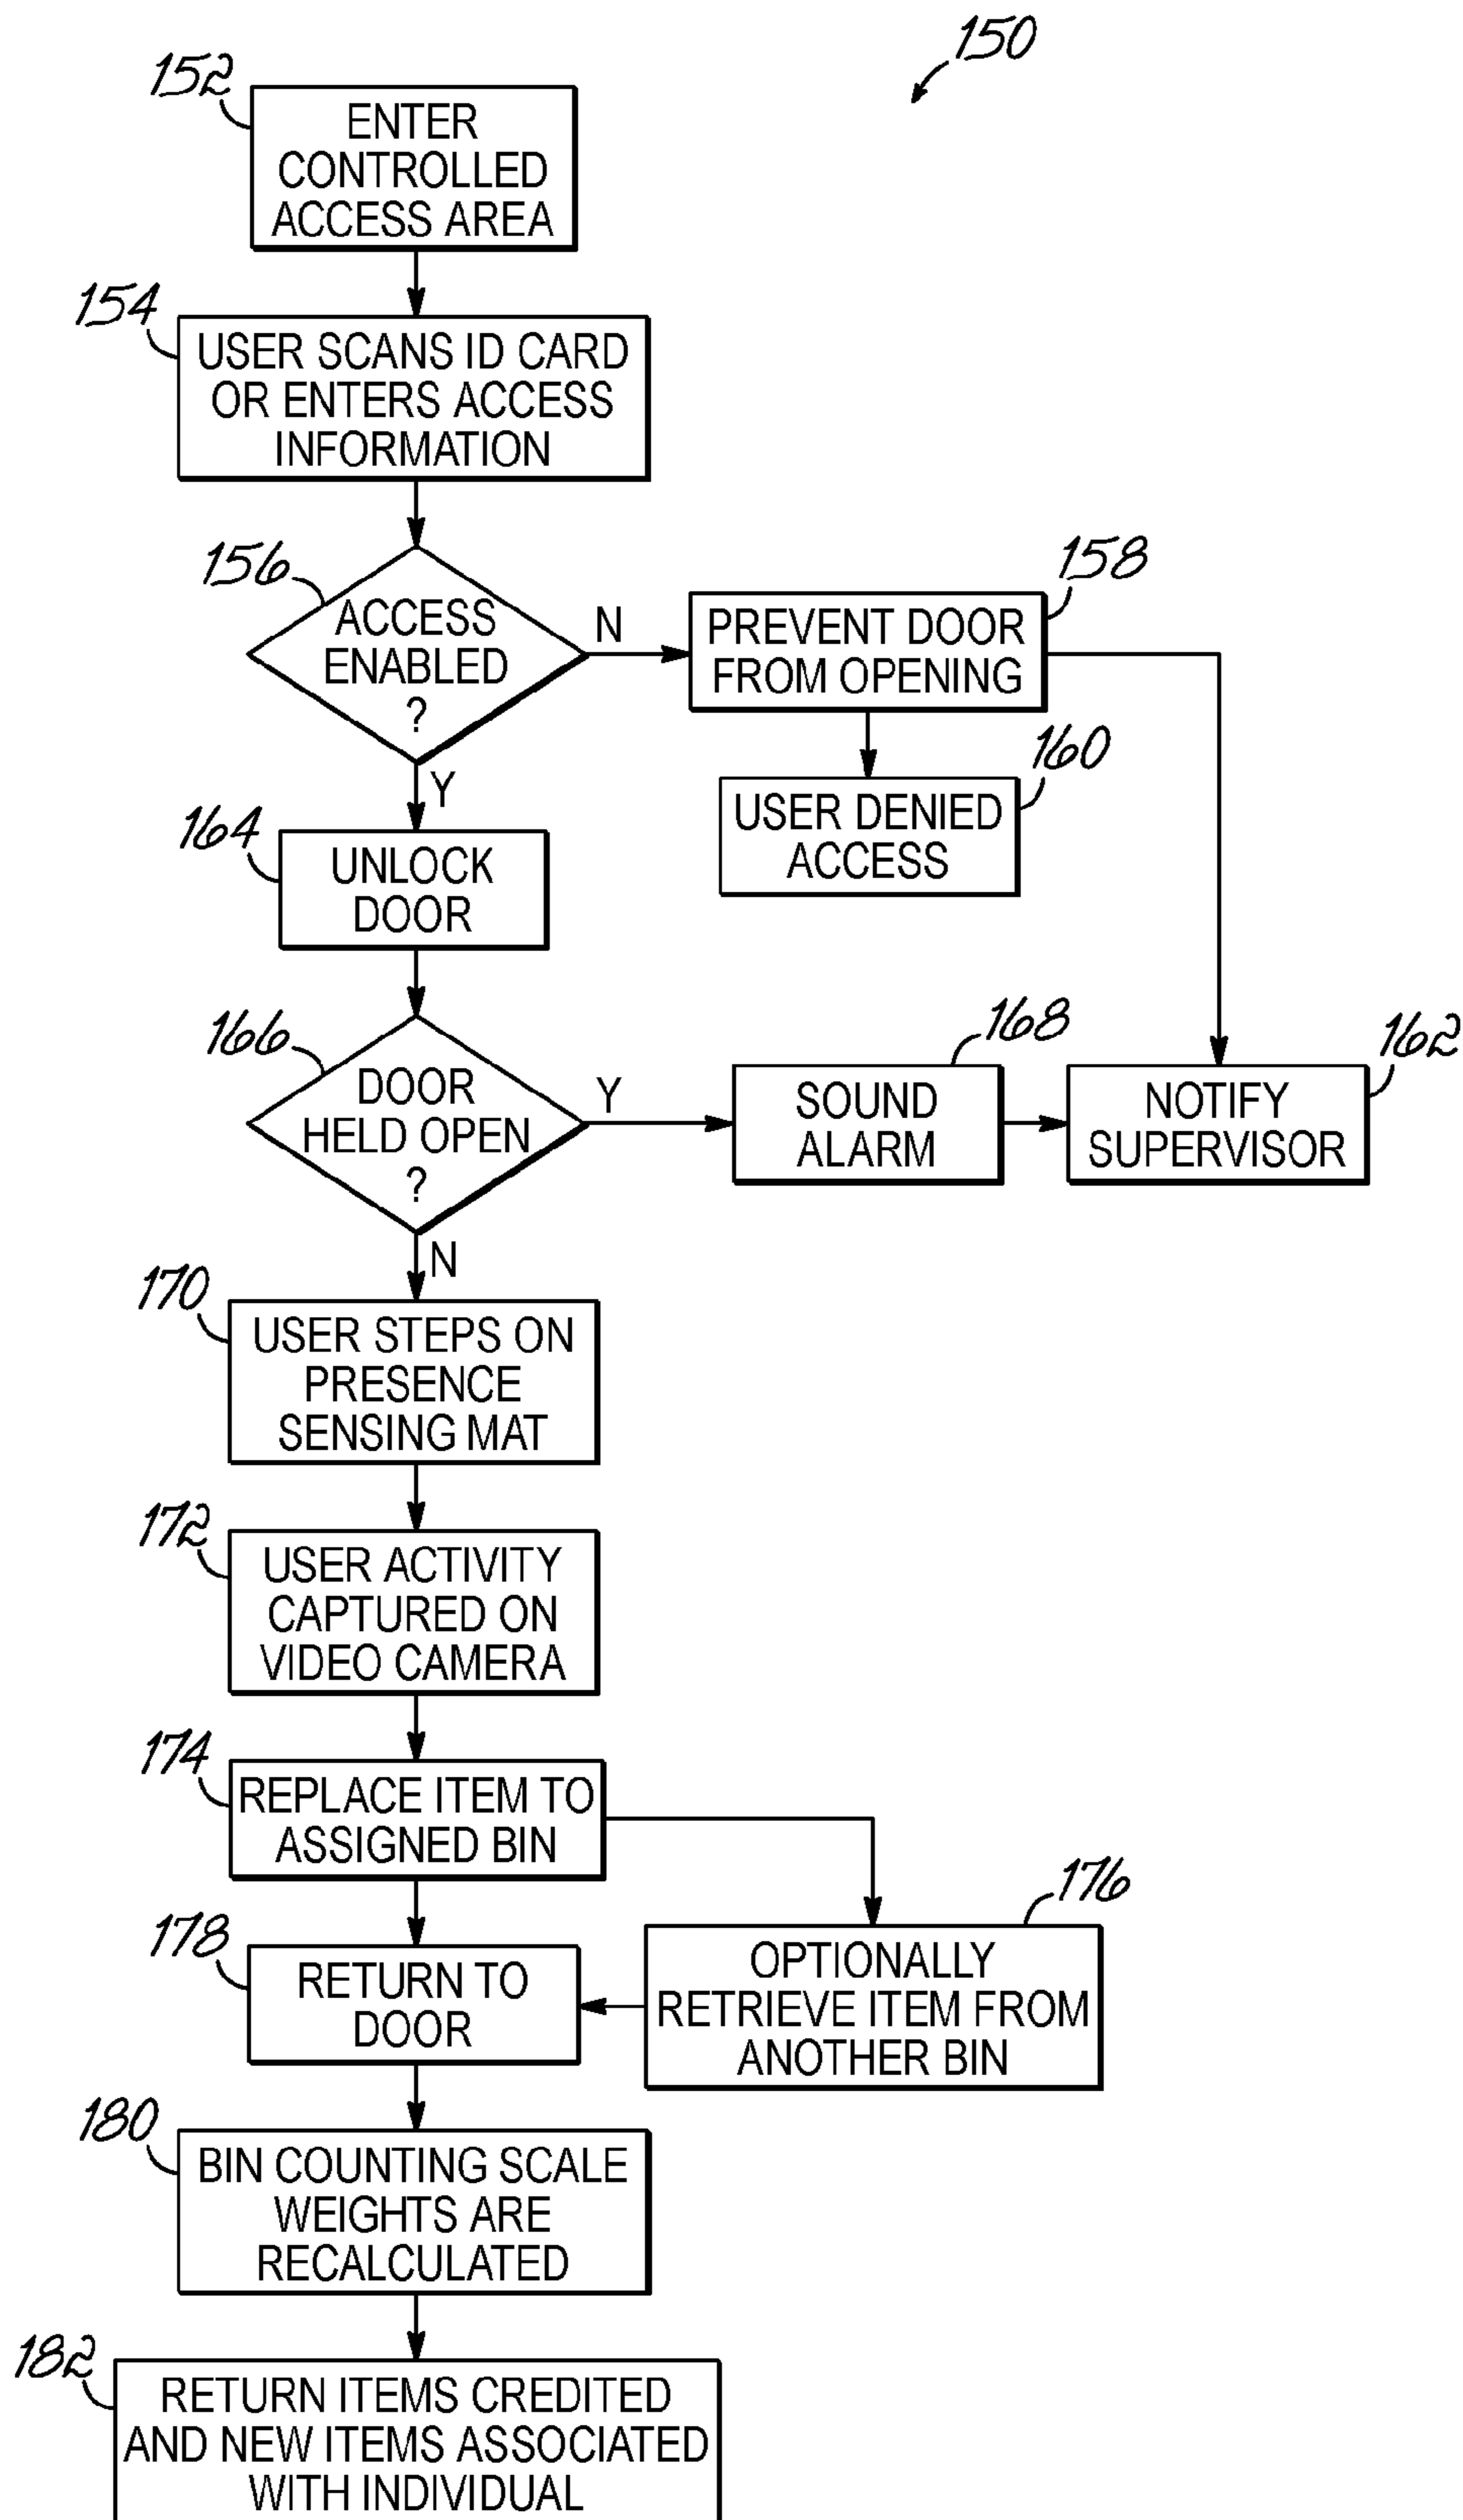 150
152
ENTER
CONTROLLED
ACCESS AREA
154
USER SCANS ID CARD
OR ENTERS ACCESS
INFORMATION
156
ACCESS
ENABLED
?
N
158
PREVENT DOOR
FROM OPENING
160
USER DENIED
ACCESS
Y
164
UNLOCK
DOOR
166
DOOR
HELD OPEN
?
Y
168
SOUND
ALARM
162
NOTIFY
SUPERVISOR
N
170
USER STEPS ON
PRESENCE
SENSING MAT
172
USER ACTIVITY
CAPTURED ON
VIDEO CAMERA
174
REPLACE ITEM TO
ASSIGNED BIN
176
OPTIONALLY
RETRIEVE ITEM FROM
ANOTHER BIN
178
RETURN TO
DOOR
180
BIN COUNTING SCALE
WEIGHTS ARE
RECALCULATED
182
RETURN ITEMS CREDITED
AND NEW ITEMS ASSOCIATED
WITH INDIVIDUAL